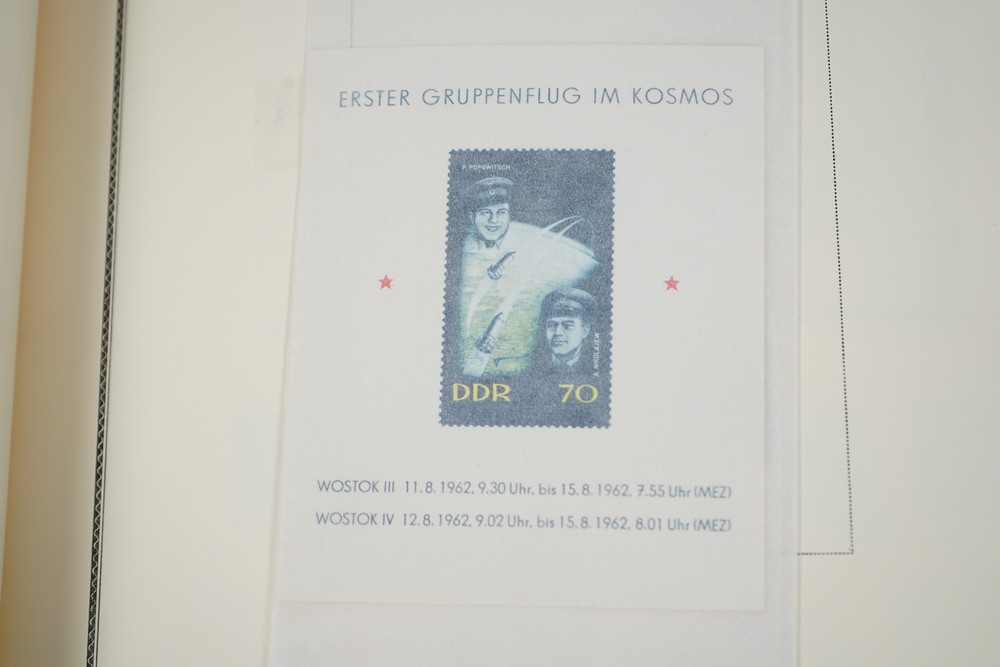 ERSTER GRUPPENFLUG IM KOSMOS
P. POPOWITSCH
A. NIKOLAJEW
DDR 70
WOSTOK III 11.8.1962, 9.30 Uhr, bis 15.8.1962, 7.55 Uhr (MEZ)
WOSTOK IV 12.8.1962, 9.02 Uhr, bis 15.8.1962, 8.01 Uhr (MEZ)